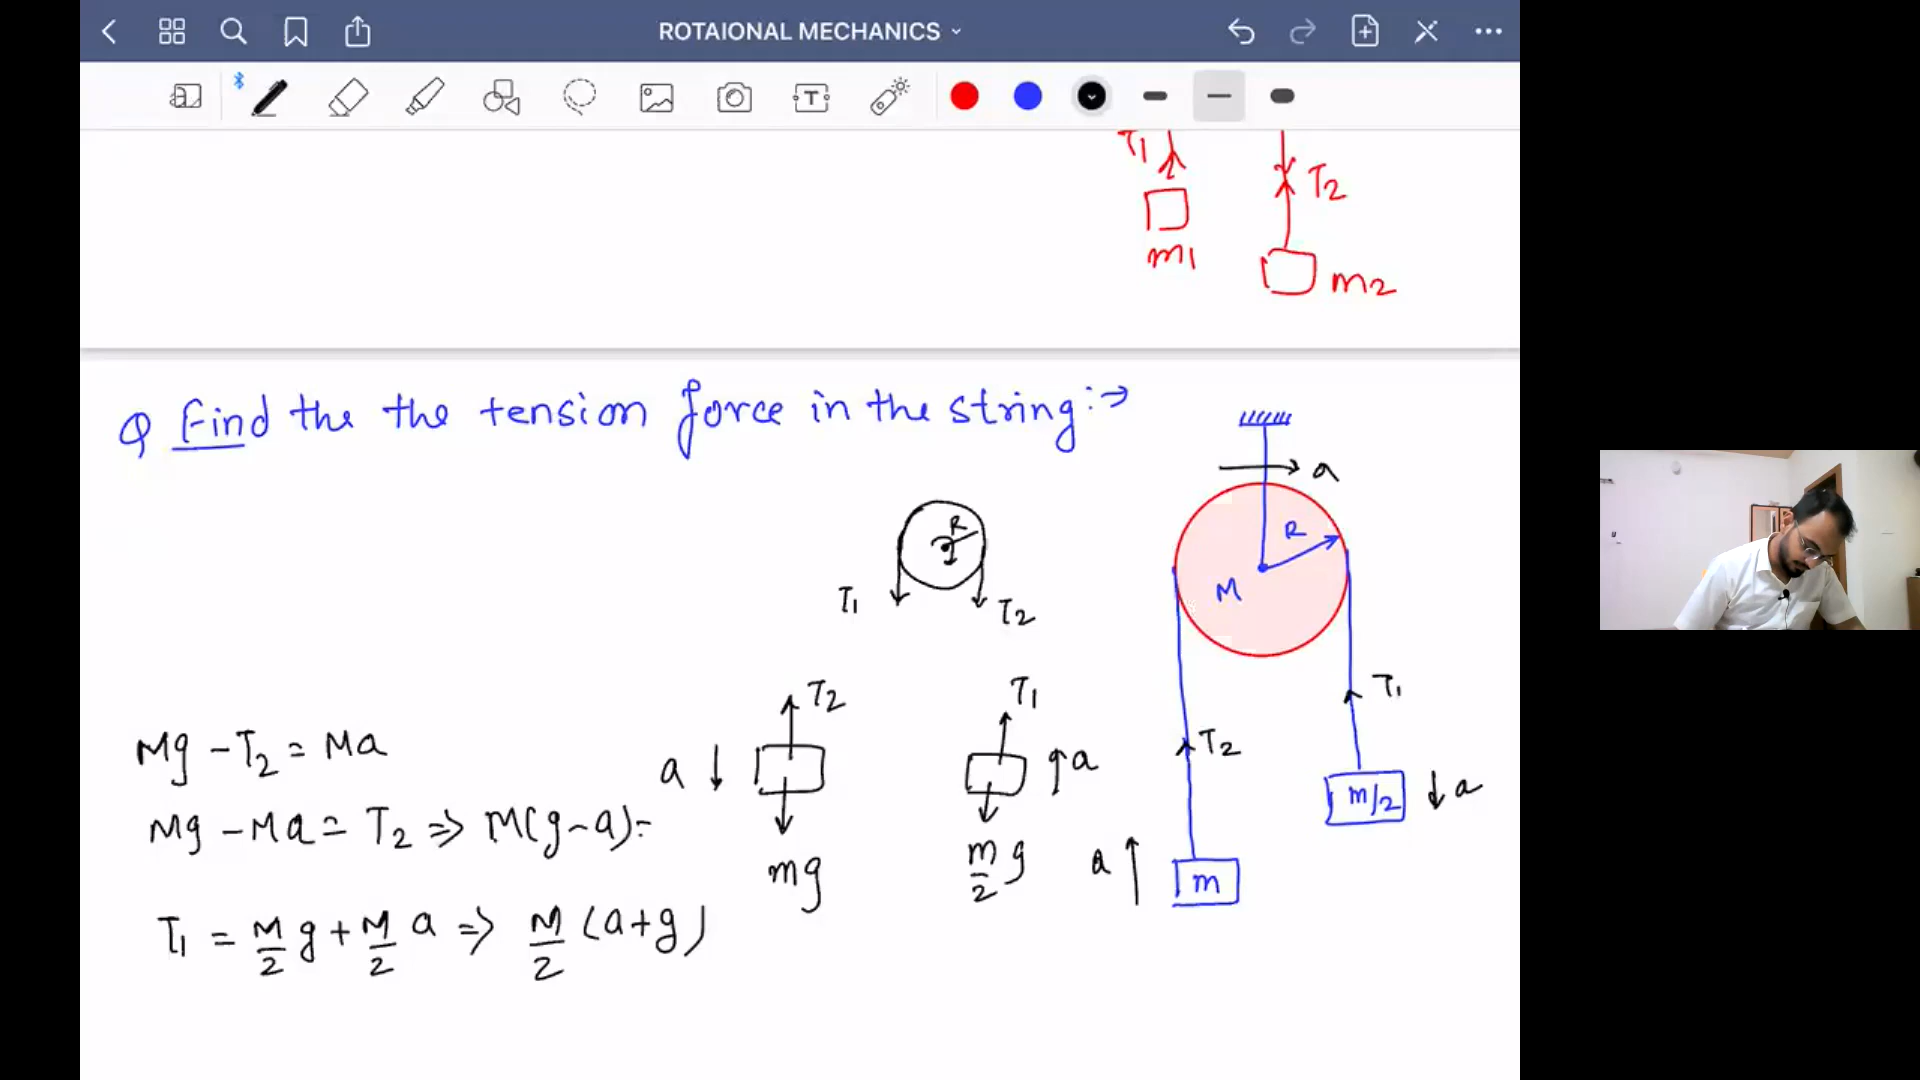 ROTAIONAL MECHANICS
T
T1
T2
m1
m2
Q Find the the tension force in the string :→
a
R
M
R
T1
T2
T2
T1
T1
T2
Mg - T2 = Ma
a
a
m/2
a
Mg - Ma = T2 ⇒ M(g-a) =
mg
m/2 g
a
m
T1 = M/2 g + M/2 a ⇒ M/2 (a+g)